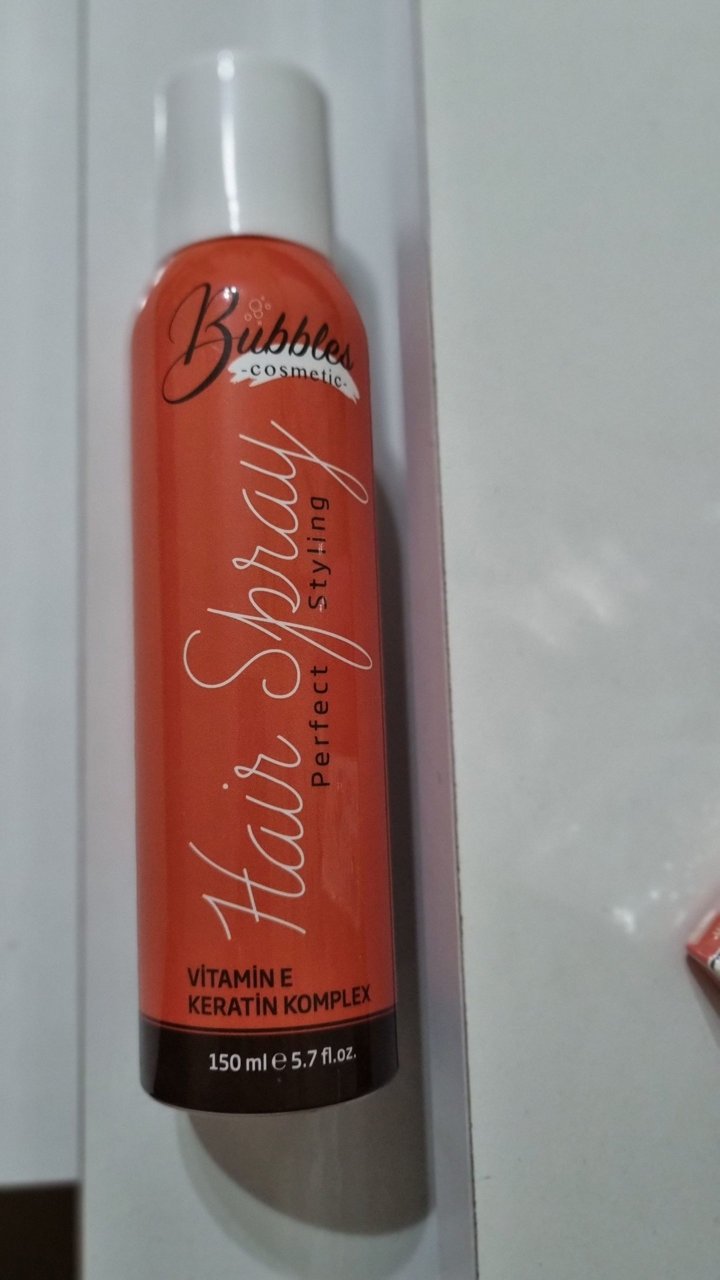 Bubbles
-cosmetic-
Hair Spray
Perfect Styling
VİTAMİN E
KERATİN KOMPLEX
150 ml ℮ 5.7 fl.oz.